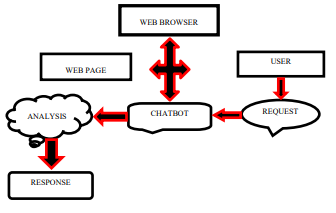 WEB BROWSER
WEB PAGE
USER
ANALYSIS
CHATBOT
REQUEST
RESPONSE